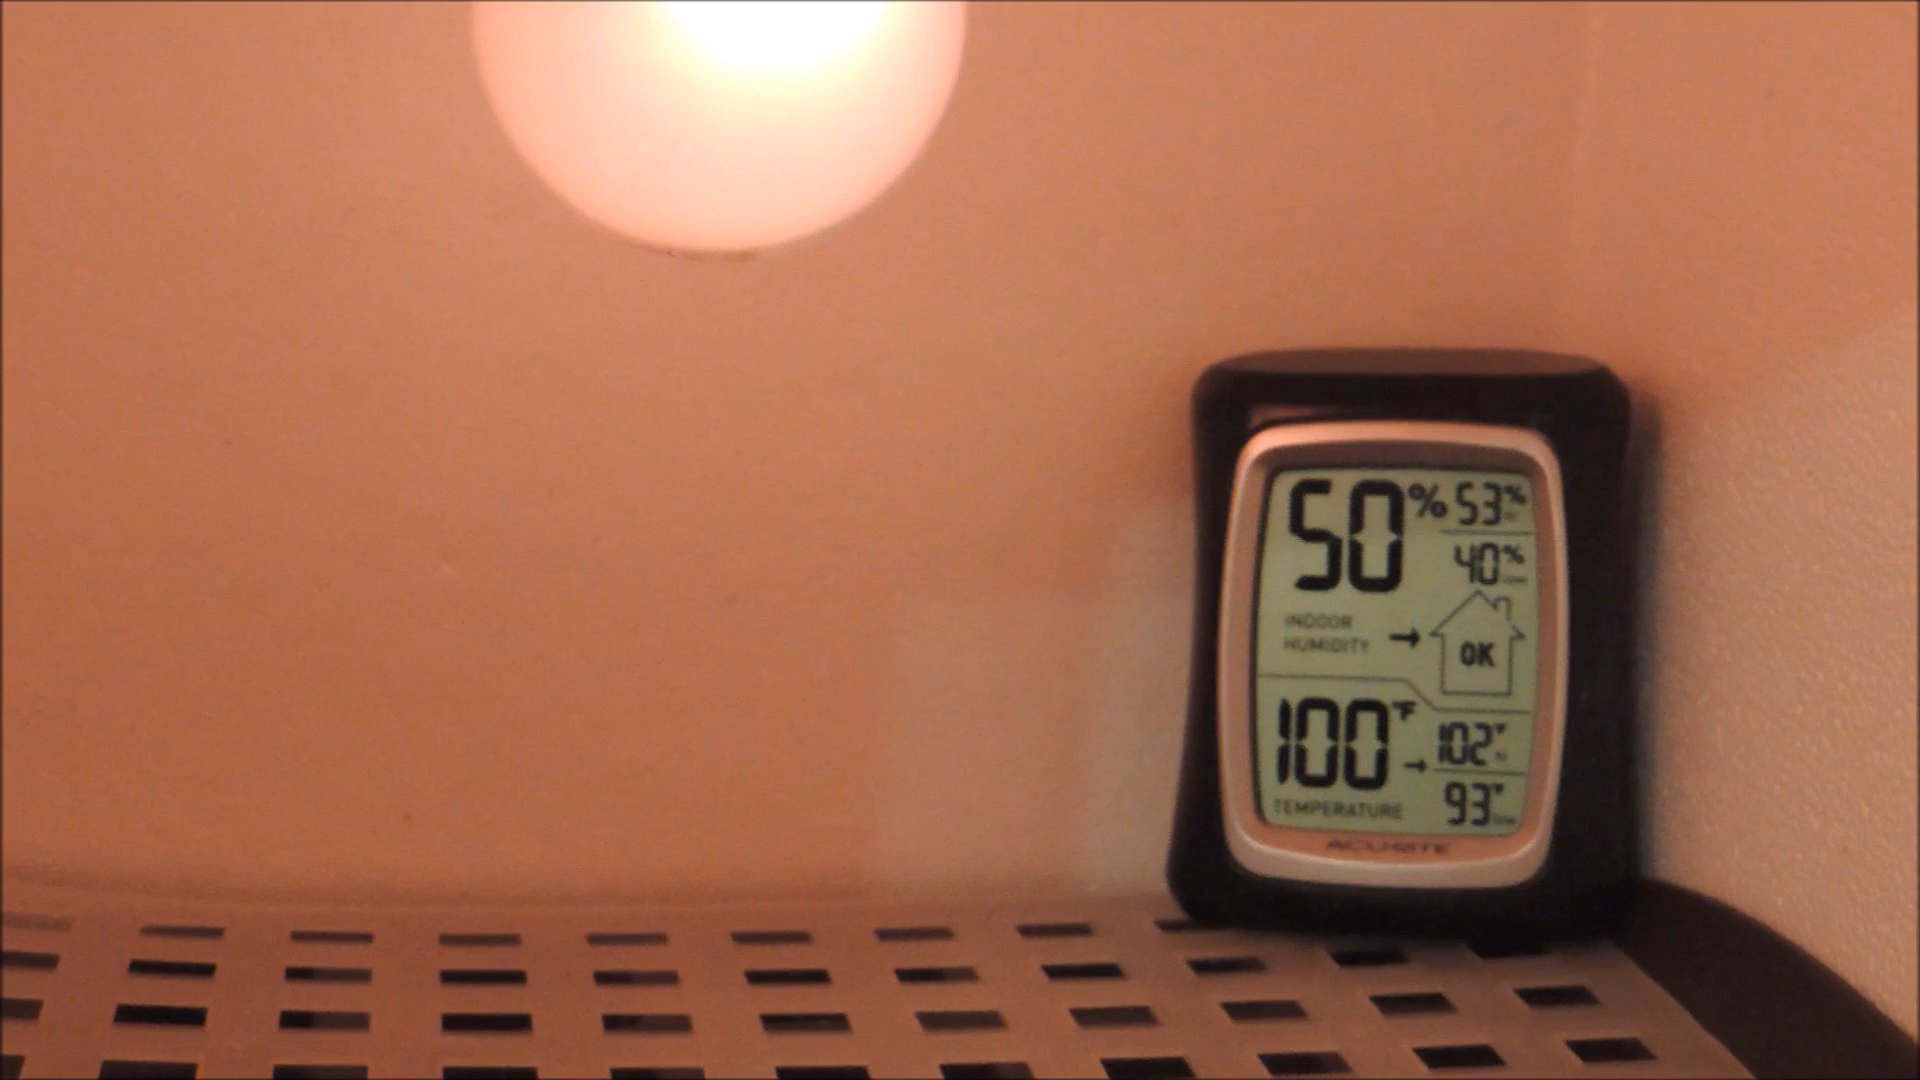 50% 53%
40%
INDOOR
HUMIDITY → OK
100°F → 102°F
93°F
TEMPERATURE
ACURITE